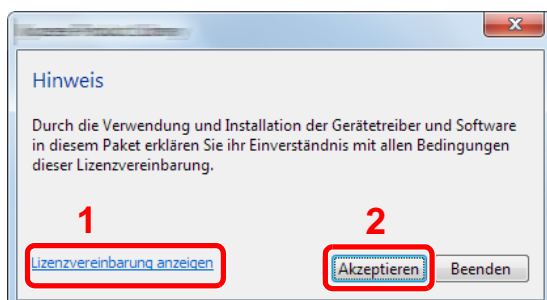 Hinweis
Durch die Verwendung und Installation der Gerätetreiber und Software
in diesem Paket erklären Sie ihr Einverständnis mit allen Bedingungen
dieser Lizenzvereinbarung.
1
2
Lizenzvereinbarung anzeigen
Akzeptieren
Beenden